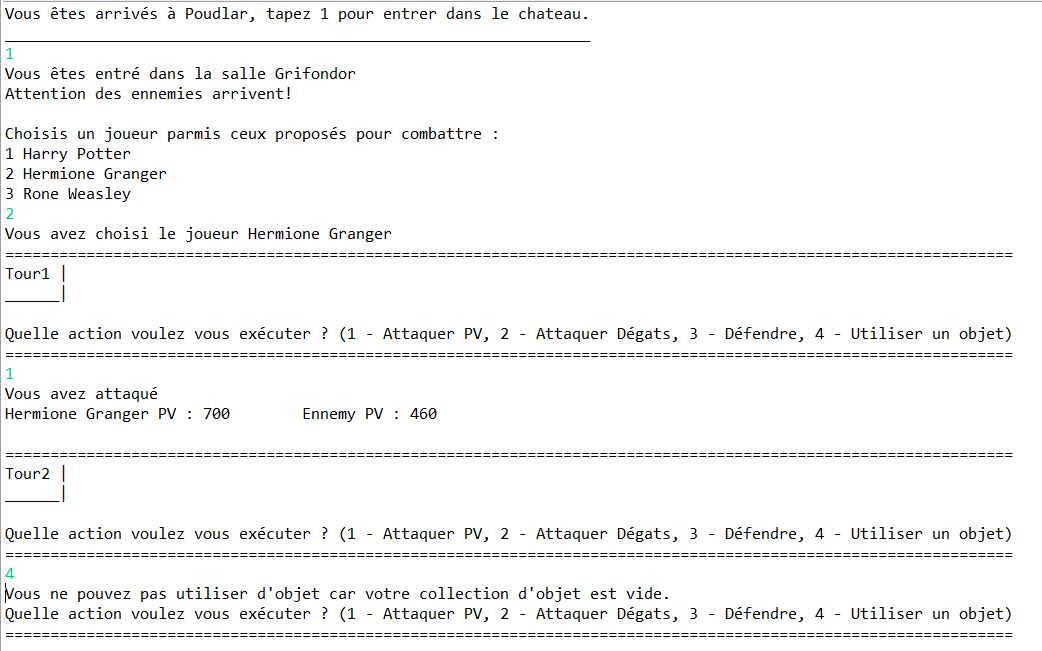 Vous êtes arrivés à Poudlar, tapez 1 pour entrer dans le chateau.
_________________________________________________________________
1
Vous êtes entré dans la salle Grifondor
Attention des ennemies arrivent!
Choisis un joueur parmis ceux proposés pour combattre :
1 Harry Potter
2 Hermione Granger
3 Rone Weasley
2
Vous avez choisi le joueur Hermione Granger
================================================================================================================
Tour1 |
______|
Quelle action voulez vous exécuter ? (1 - Attaquer PV, 2 - Attaquer Dégats, 3 - Défendre, 4 - Utiliser un objet)
================================================================================================================
1
Vous avez attaqué
Hermione Granger PV : 700        Ennemy PV : 460
================================================================================================================
Tour2 |
______|
Quelle action voulez vous exécuter ? (1 - Attaquer PV, 2 - Attaquer Dégats, 3 - Défendre, 4 - Utiliser un objet)
================================================================================================================
4
Vous ne pouvez pas utiliser d'objet car votre collection d'objet est vide.
Quelle action voulez vous exécuter ? (1 - Attaquer PV, 2 - Attaquer Dégats, 3 - Défendre, 4 - Utiliser un objet)
================================================================================================================